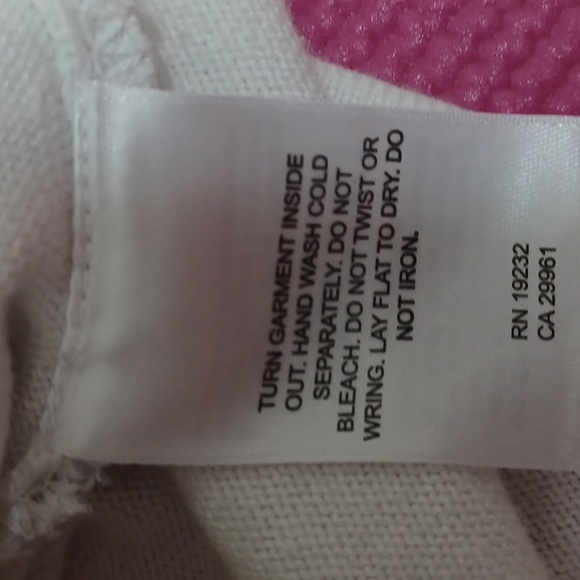 TURN GARMENT INSIDE
OUT. HAND WASH COLD
SEPARATELY. DO NOT
BLEACH. DO NOT TWIST OR
WRING. LAY FLAT TO DRY. DO
NOT IRON.
RN 19232
CA 29961